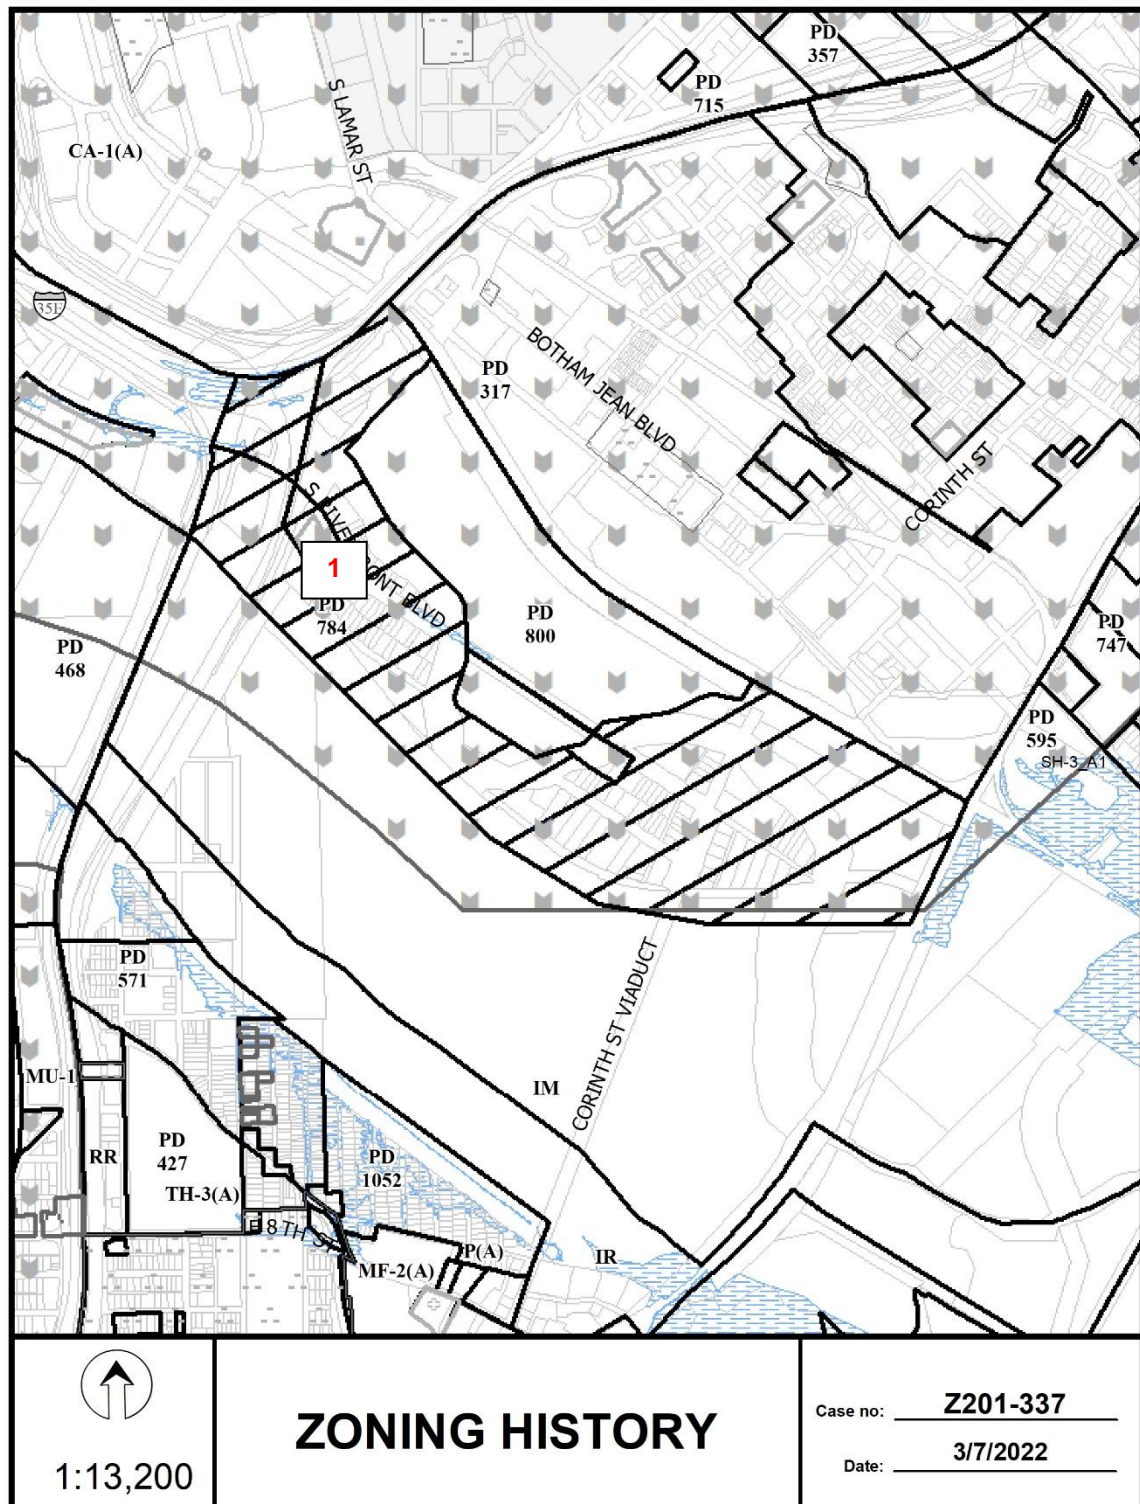 PD
357
PD
715
S LAMAR ST
CA-1(A)
35E
BOTHAM JEAN BLVD
PD
317
CORINTH ST
1
PD
784
PD
800
PD
468
PD
747
PD
595
SH-3_A1
PD
571
CORINTH ST VIADUCT
MU-1
IM
RR
PD
427
PD
1052
TH-3(A)
E 8TH ST
P(A)
MF-2(A)
IR
1:13,200
ZONING HISTORY
Case no: Z201-337
Date: 3/7/2022